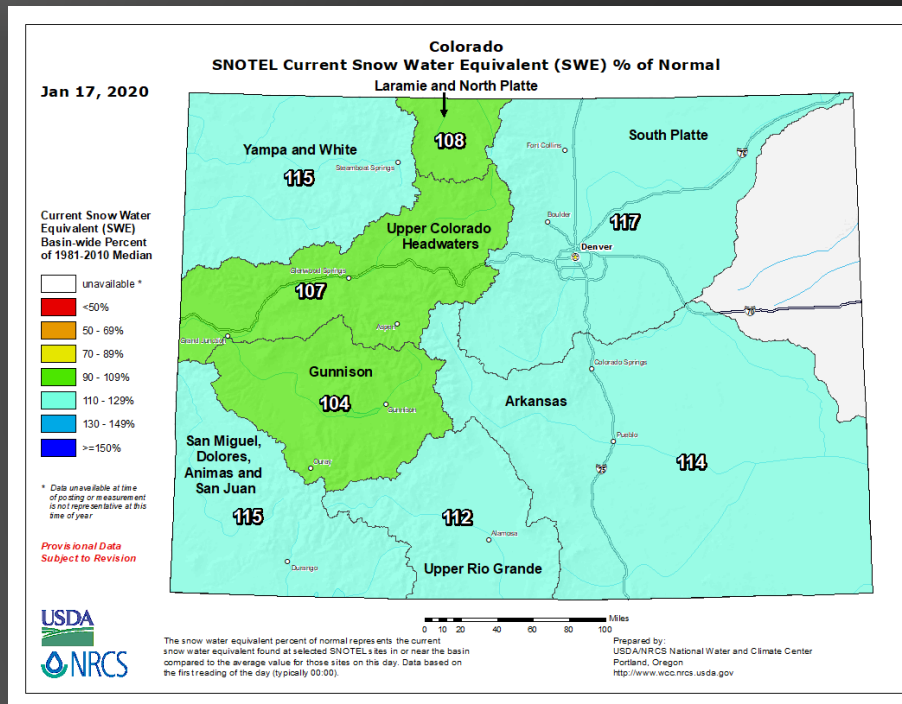 Colorado
SNOTEL Current Snow Water Equivalent (SWE) % of Normal
Jan 17, 2020
Laramie and North Platte
108
South Platte
Fort Collins
76
Yampa and White
Steamboat Springs
115
Current Snow Water
Equivalent (SWE)
Basin-wide Percent
of 1981-2010 Median
unavailable *
<50%
50 - 69%
70 - 89%
90 - 109%
110 - 129%
130 - 149%
>=150%
Upper Colorado
Headwaters
Boulder
117
Denver
Glenwood Springs
107
70
Aspen
Grand Junction
Gunnison
104
Gunnison
Colorado Springs
Arkansas
San Miguel,
Dolores,
Animas and
San Juan
115
Ouray
Pueblo
114
25
112
Alamosa
Durango
Upper Rio Grande
* Data unavailable at time
of posting or measurement
is not representative at this
time of year
Provisional Data
Subject to Revision
Miles
0 10 20 40 60 80 100
USDA
NRCS
The snow water equivalent percent of normal represents the current
snow water equivalent found at selected SNOTEL sites in or near the basin
compared to the average value for those sites on this day. Data based on
the first reading of the day (typically 00:00).
Prepared by:
USDA/NRCS National Water and Climate Center
Portland, Oregon
http://www.wcc.nrcs.usda.gov